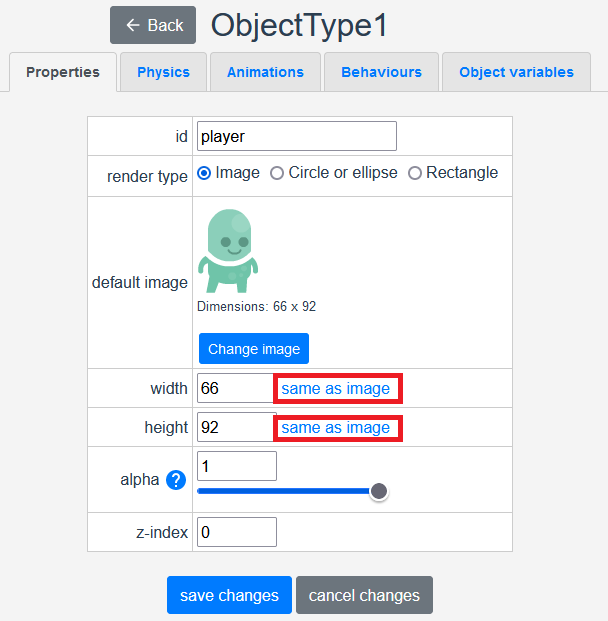 ← Back ObjectType1
Properties Physics Animations Behaviours Object variables
id player
render type Image Circle or ellipse Rectangle
default image
Dimensions: 66 x 92
Change image
width 66 same as image
height 92 same as image
alpha ? 1
z-index 0
save changes cancel changes